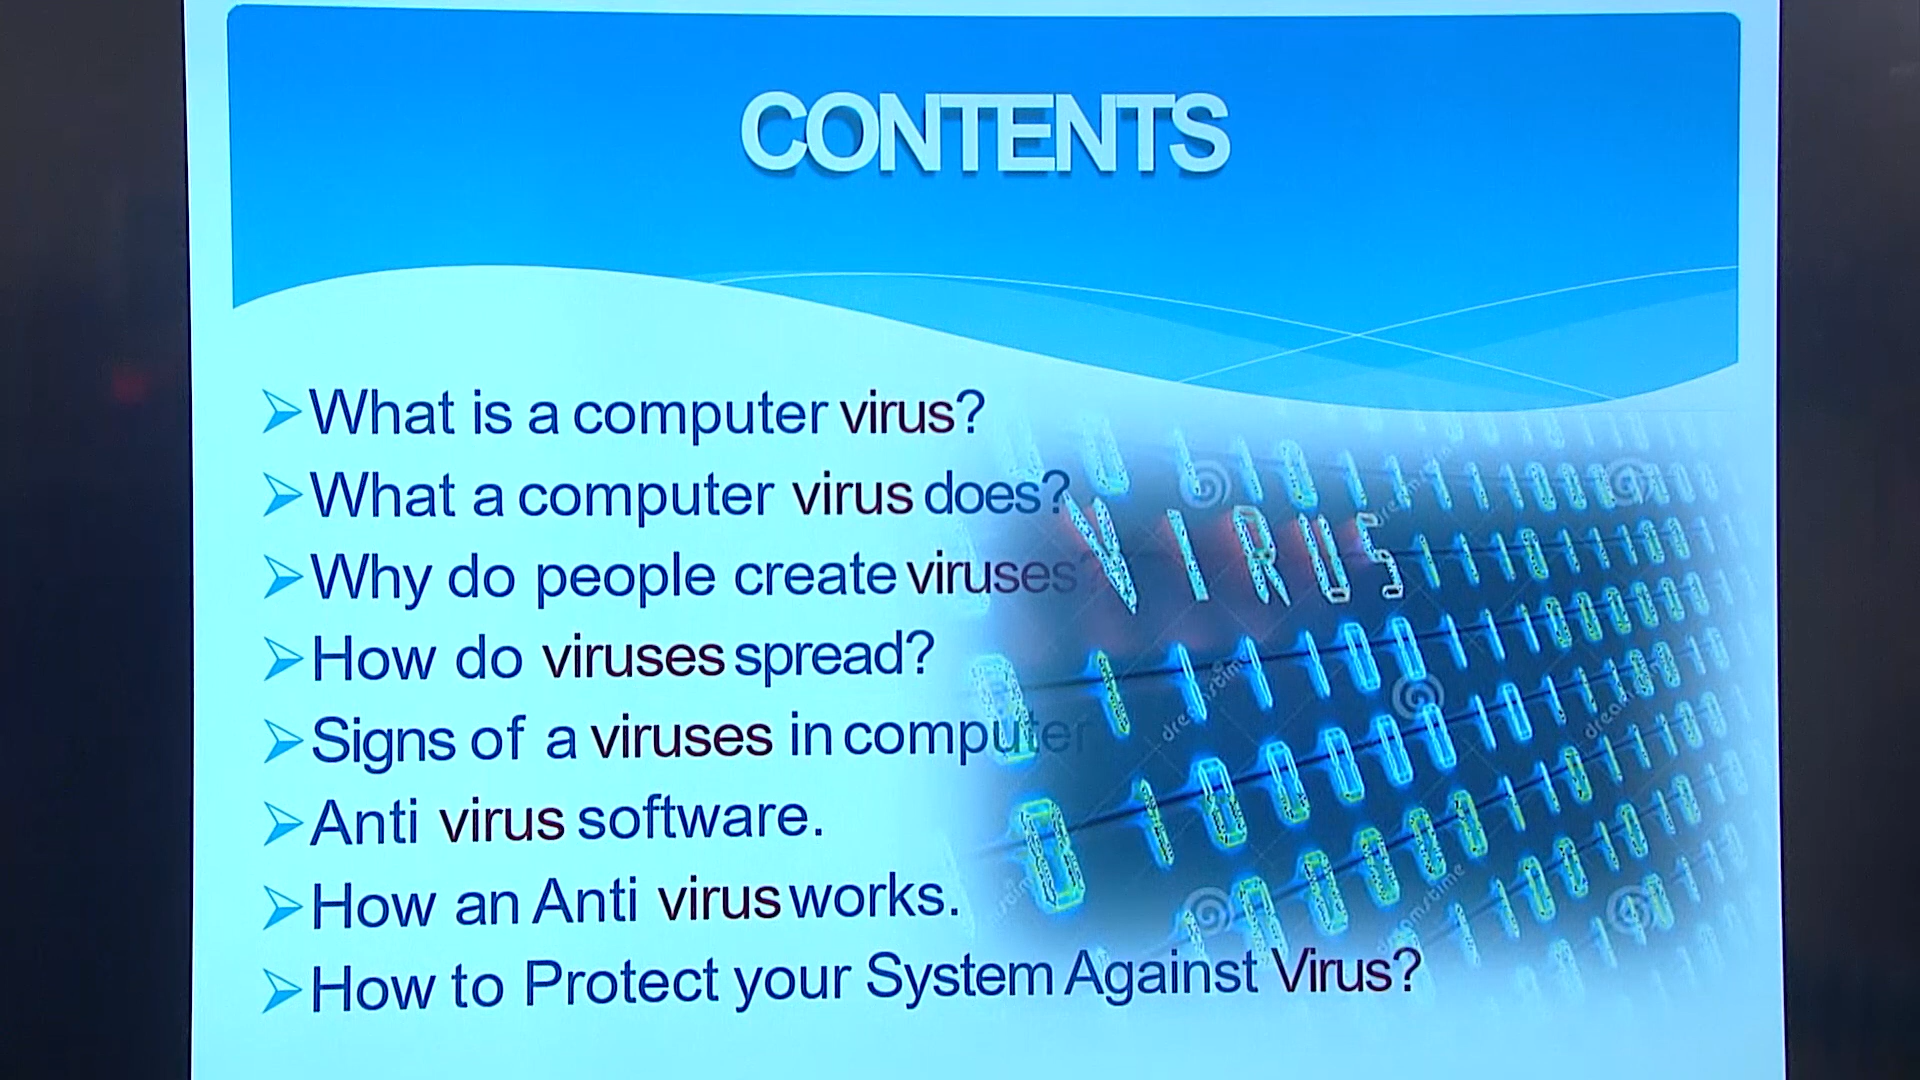 CONTENTS
What is a computer virus?
What a computer virus does?
Why do people create viruses?
How do viruses spread?
Signs of a viruses in computer
Anti virus software.
How an Anti virus works.
How to Protect your System Against Virus?
VIRUS
dreamstime
dreamstime